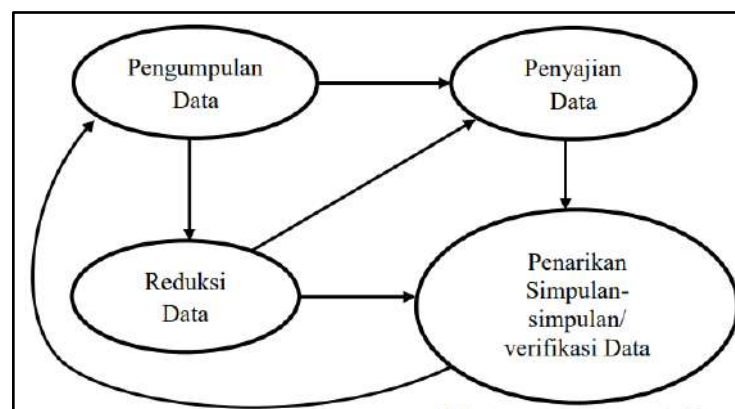 Pengumpulan
Data
Penyajian
Data
Reduksi
Data
Penarikan
Simpulan-
simpulan/
verifikasi Data